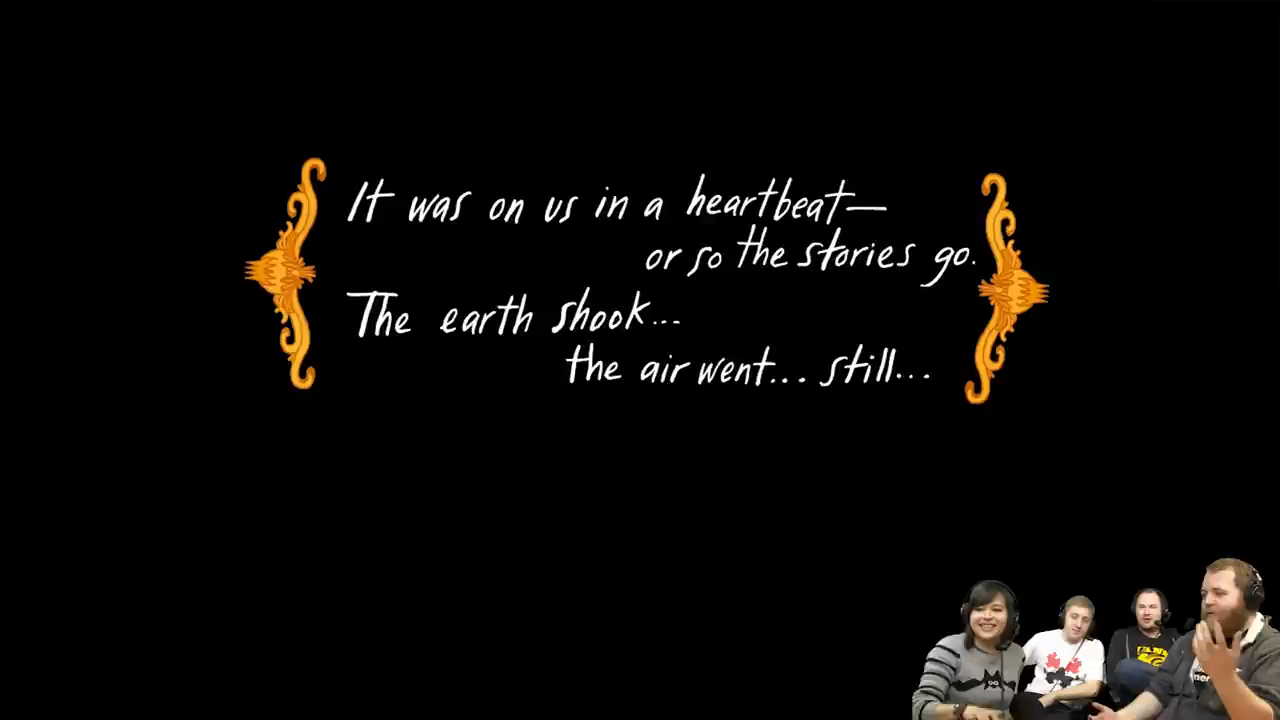 It was on us in a heartbeat—
or so the stories go.
The earth shook...
the air went... still...